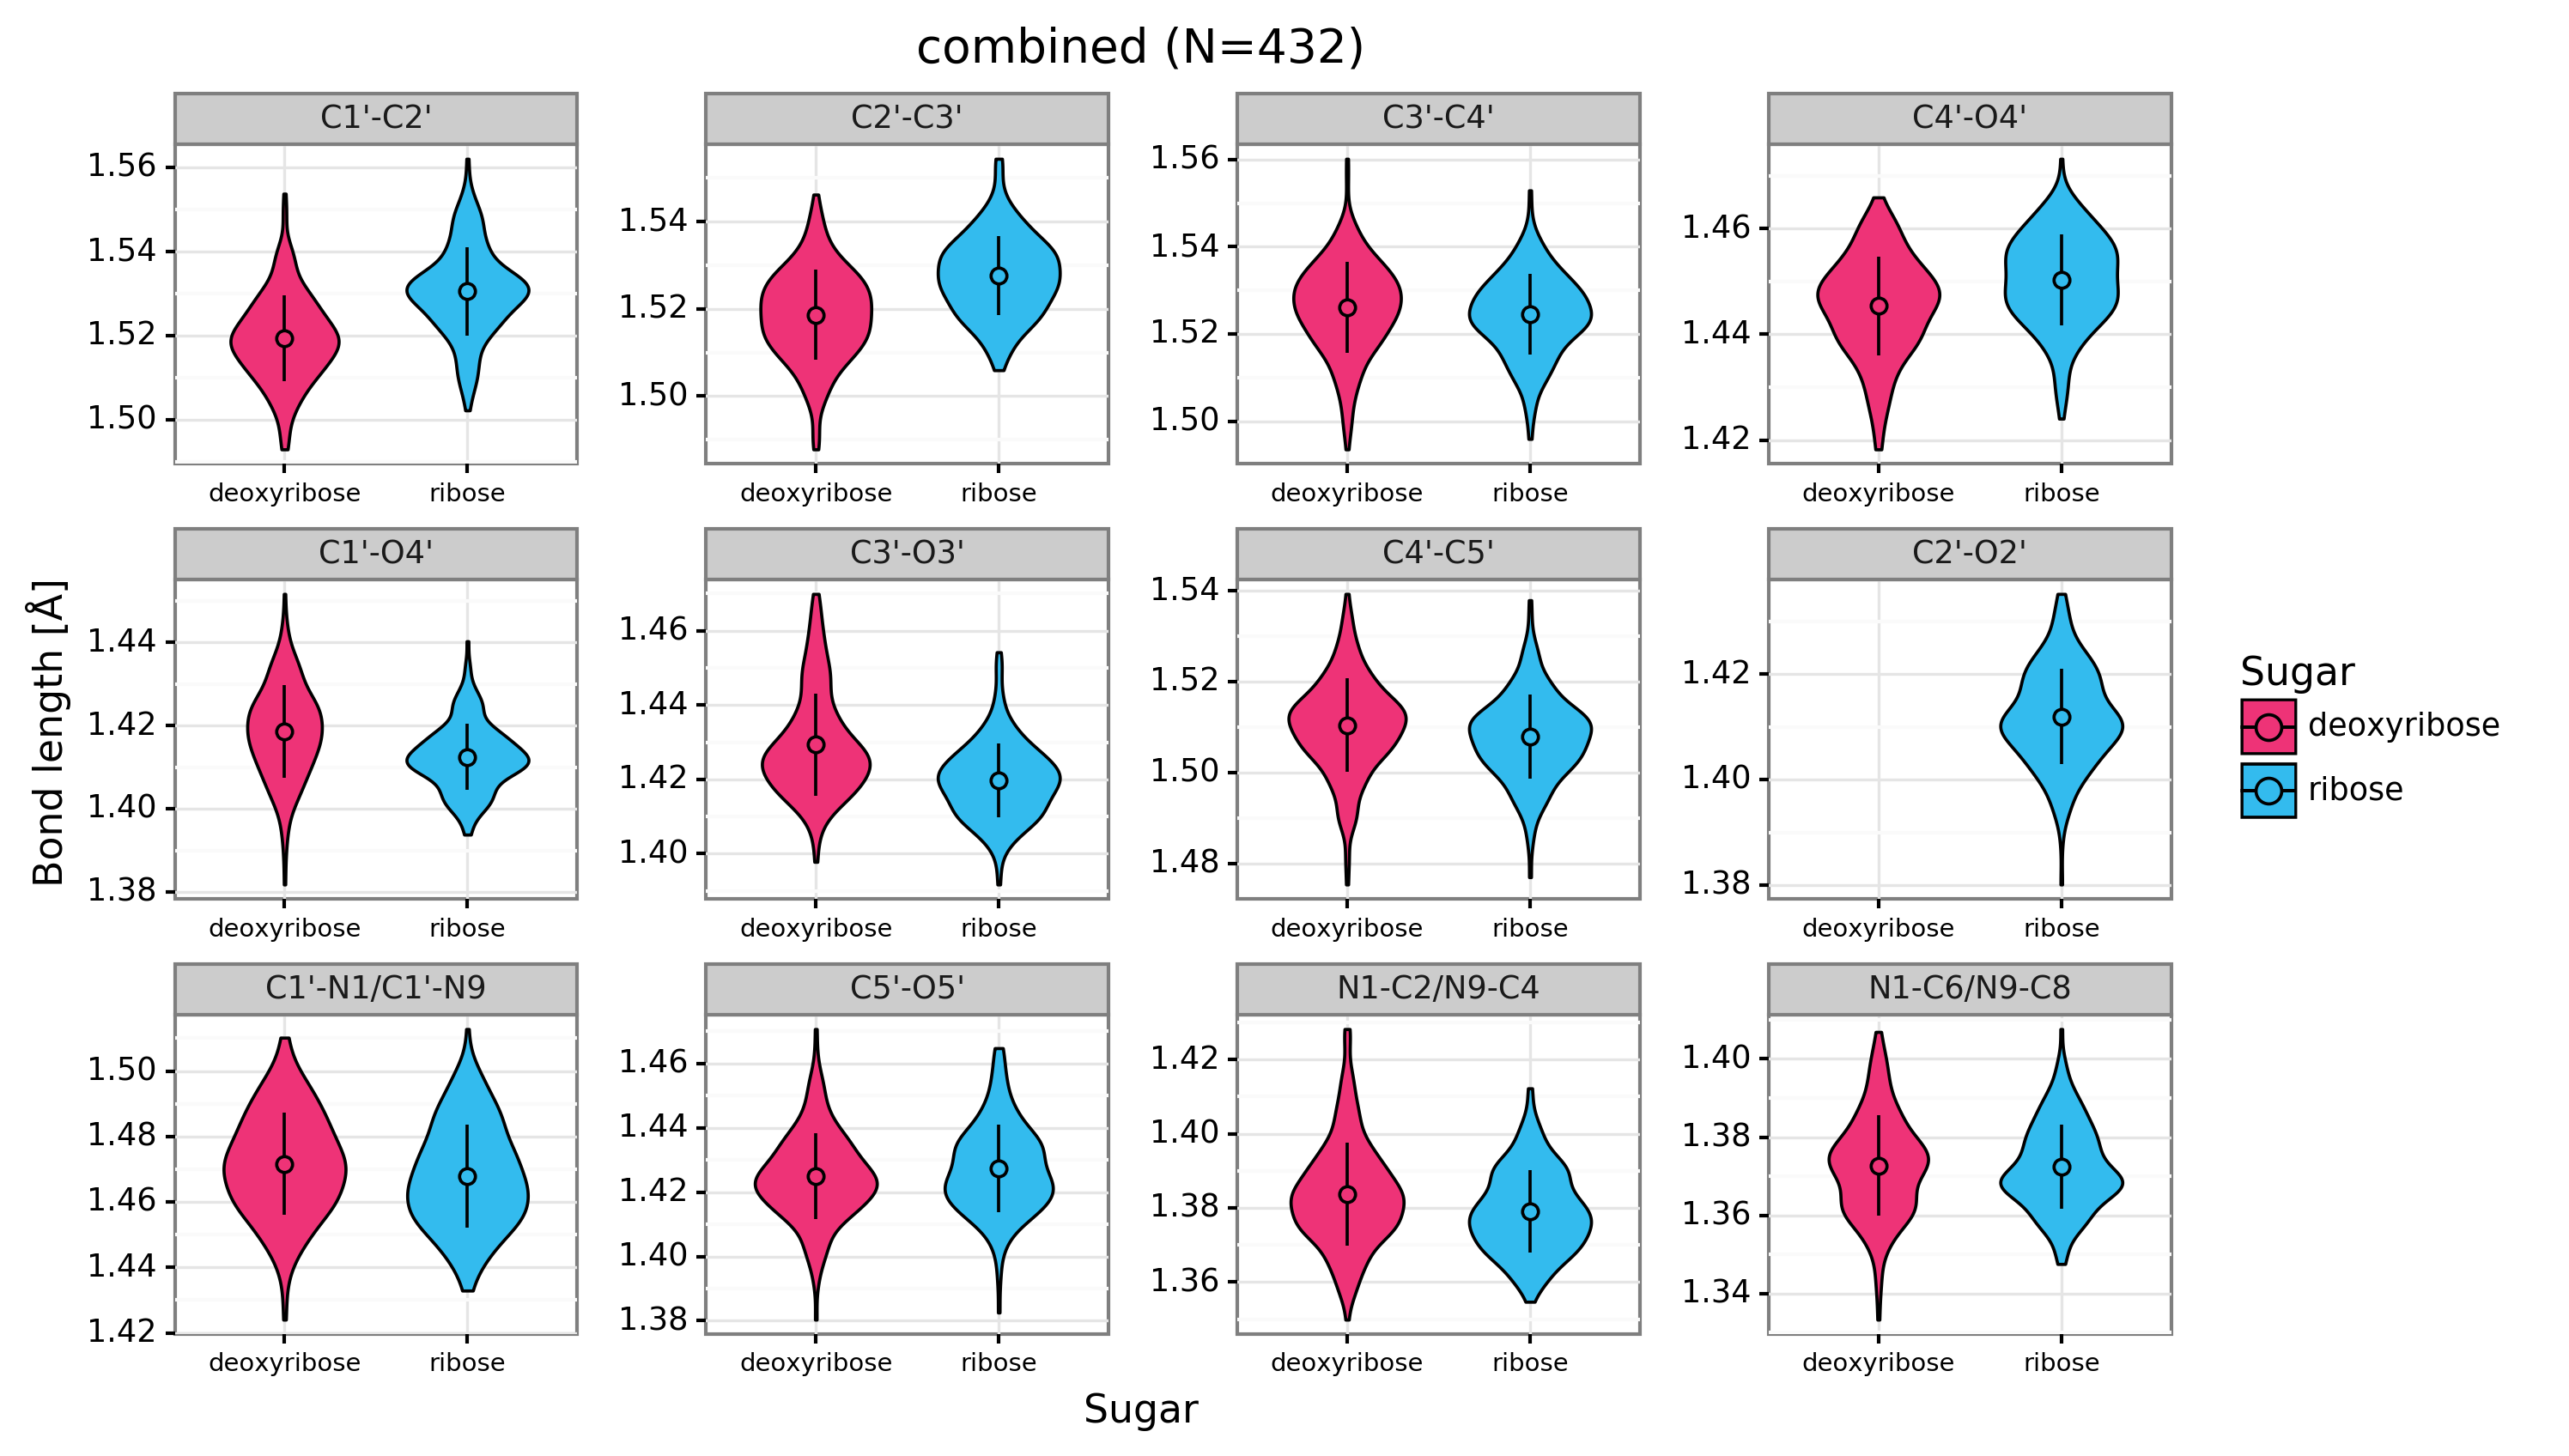 combined (N=432)
C1'-C2'
C2'-C3'
C3'-C4'
C4'-O4'
1.56
1.54
1.52
1.50
1.54
1.52
1.50
1.56
1.54
1.52
1.50
1.46
1.44
1.42
deoxyribose ribose
deoxyribose ribose
deoxyribose ribose
deoxyribose ribose
Bond length [Å]
C1'-O4'
C3'-O3'
C4'-C5'
C2'-O2'
1.44
1.42
1.40
1.38
1.46
1.44
1.42
1.40
1.54
1.52
1.50
1.48
1.42
1.40
1.38
deoxyribose ribose
deoxyribose ribose
deoxyribose ribose
deoxyribose ribose
Sugar
deoxyribose
ribose
C1'-N1/C1'-N9
C5'-O5'
N1-C2/N9-C4
N1-C6/N9-C8
1.50
1.48
1.46
1.44
1.42
1.46
1.44
1.42
1.40
1.38
1.42
1.40
1.38
1.36
1.40
1.38
1.36
1.34
deoxyribose ribose
deoxyribose ribose
deoxyribose ribose
deoxyribose ribose
Sugar